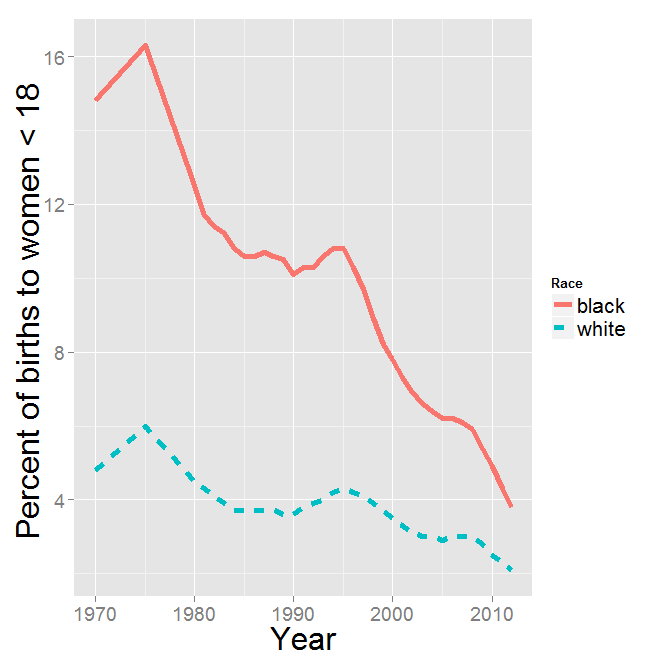 Percent of births to women < 18
16
12
8
4
1970 1980 1990 2000 2010
Year
Race
black
white